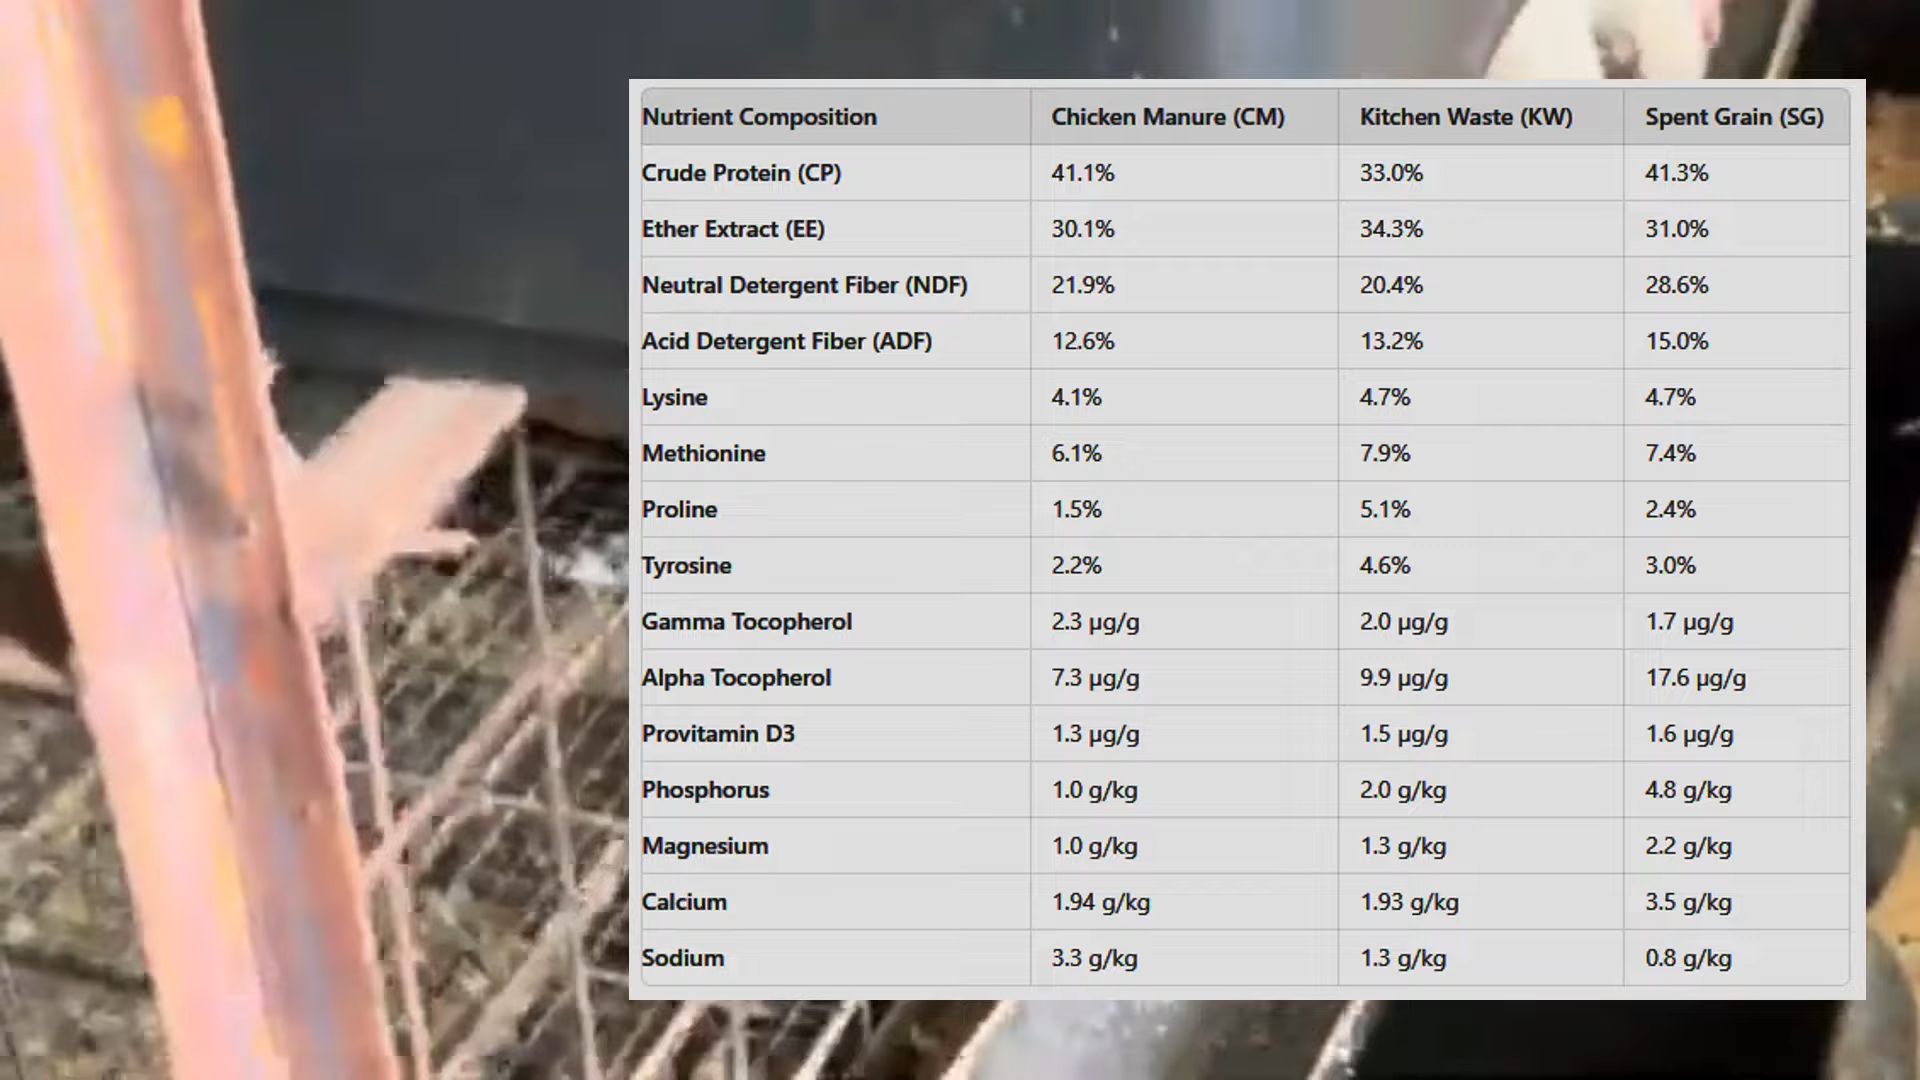 Nutrient Composition Chicken Manure (CM) Kitchen Waste (KW) Spent Grain (SG)
Crude Protein (CP) 41.1% 33.0% 41.3%
Ether Extract (EE) 30.1% 34.3% 31.0%
Neutral Detergent Fiber (NDF) 21.9% 20.4% 28.6%
Acid Detergent Fiber (ADF) 12.6% 13.2% 15.0%
Lysine 4.1% 4.7% 4.7%
Methionine 6.1% 7.9% 7.4%
Proline 1.5% 5.1% 2.4%
Tyrosine 2.2% 4.6% 3.0%
Gamma Tocopherol 2.3 µg/g 2.0 µg/g 1.7 µg/g
Alpha Tocopherol 7.3 µg/g 9.9 µg/g 17.6 µg/g
Provitamin D3 1.3 µg/g 1.5 µg/g 1.6 µg/g
Phosphorus 1.0 g/kg 2.0 g/kg 4.8 g/kg
Magnesium 1.0 g/kg 1.3 g/kg 2.2 g/kg
Calcium 1.94 g/kg 1.93 g/kg 3.5 g/kg
Sodium 3.3 g/kg 1.3 g/kg 0.8 g/kg